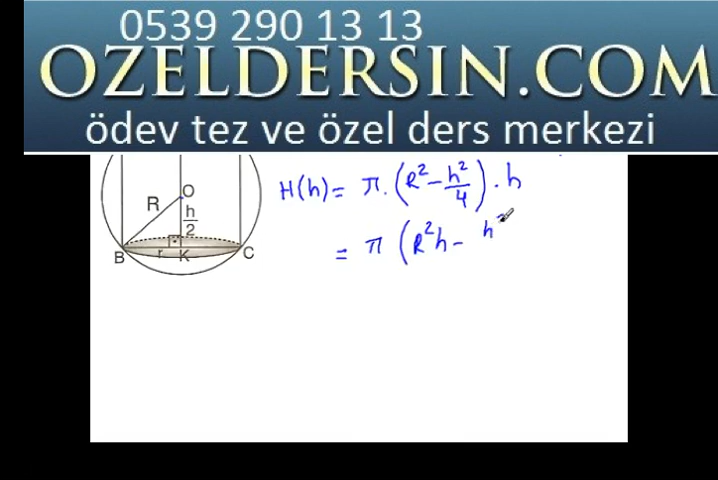 0539 290 13 13
OZELDERSIN.COM
ödev tez ve özel ders merkezi
R
O
h/2
B
r
K
C
H(h) = π·(R² - h²/4)·h
= π (R²h - h